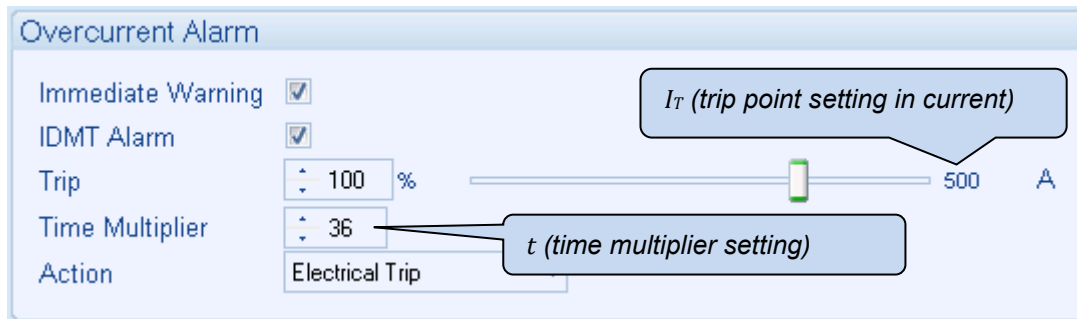 Overcurrent Alarm
Immediate Warning
IT (trip point setting in current)
IDMT Alarm
Trip 100 % 500 A
Time Multiplier 36
t (time multiplier setting)
Action Electrical Trip